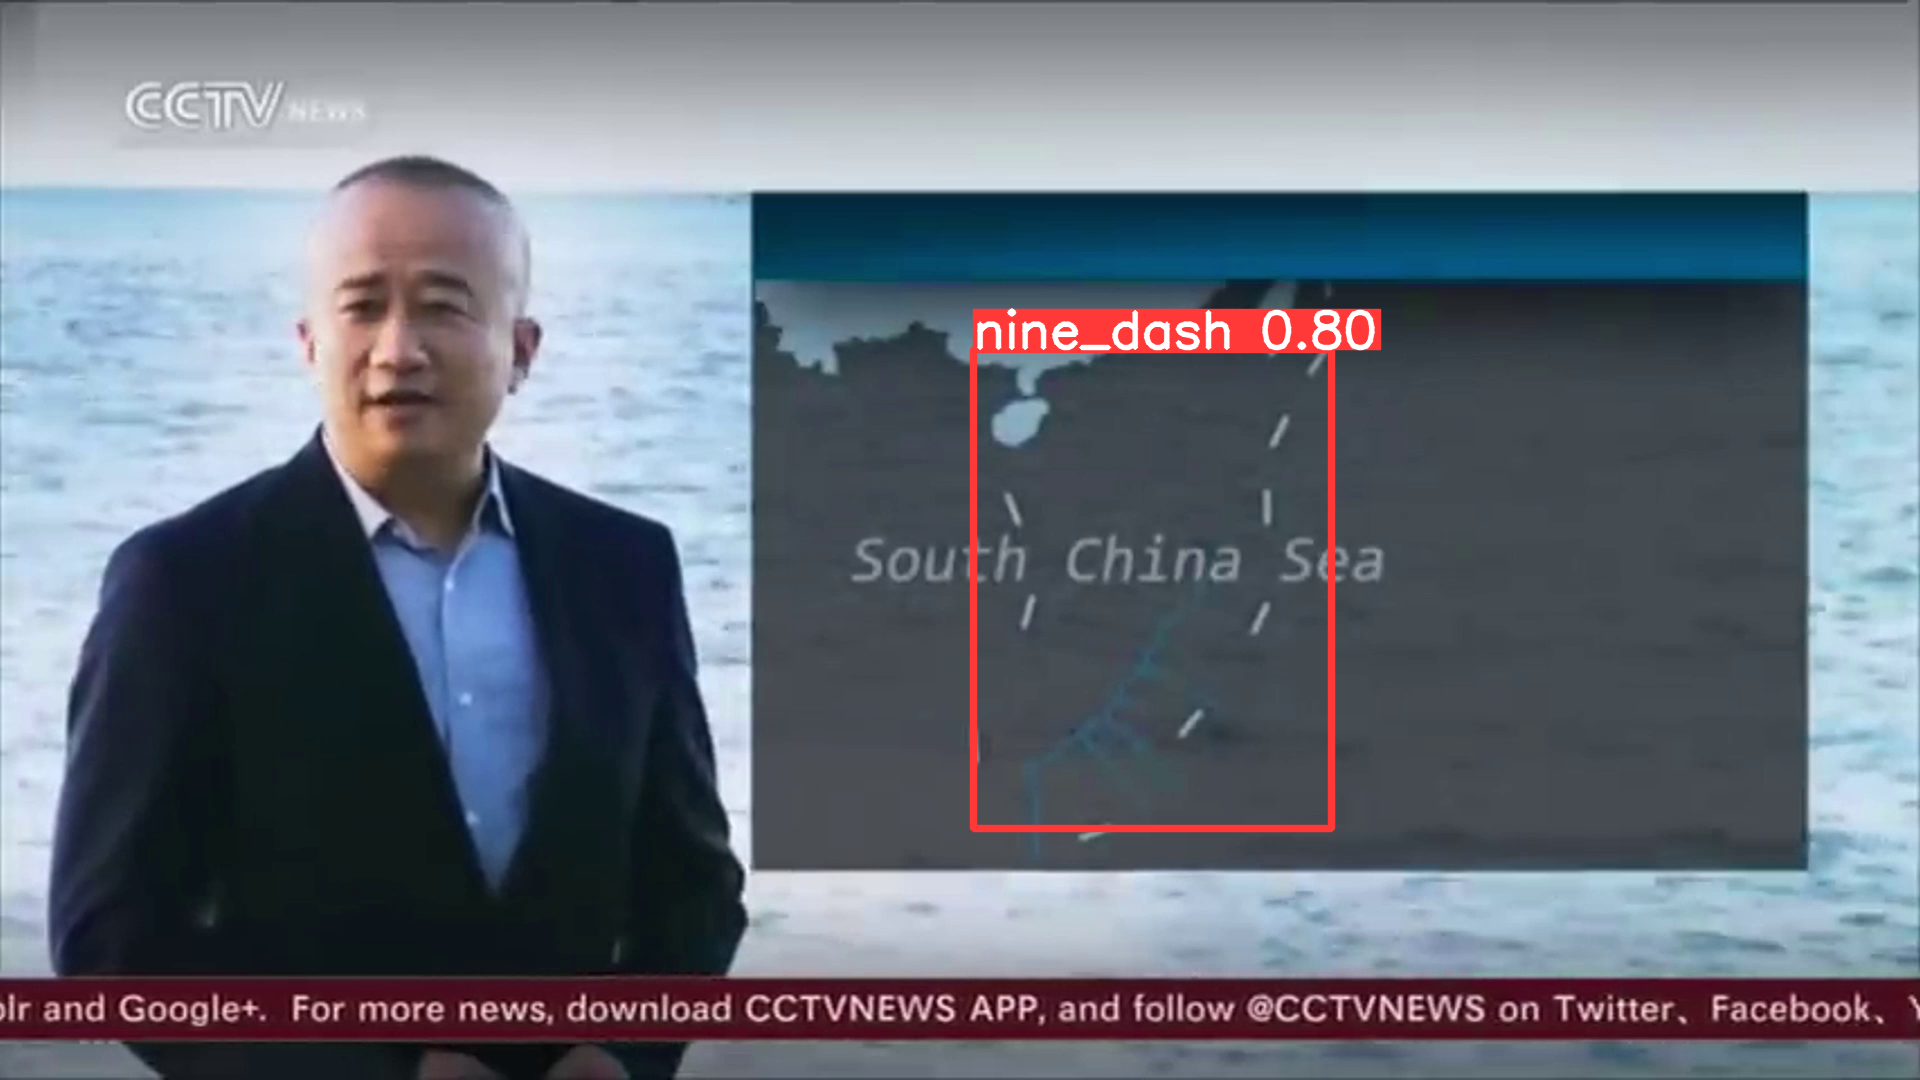 CCTV NEWS
nine_dash 0.80
South China Sea
olr and Google+. For more news, download CCTVNEWS APP, and follow @CCTVNEWS on Twitter、Facebook、Y